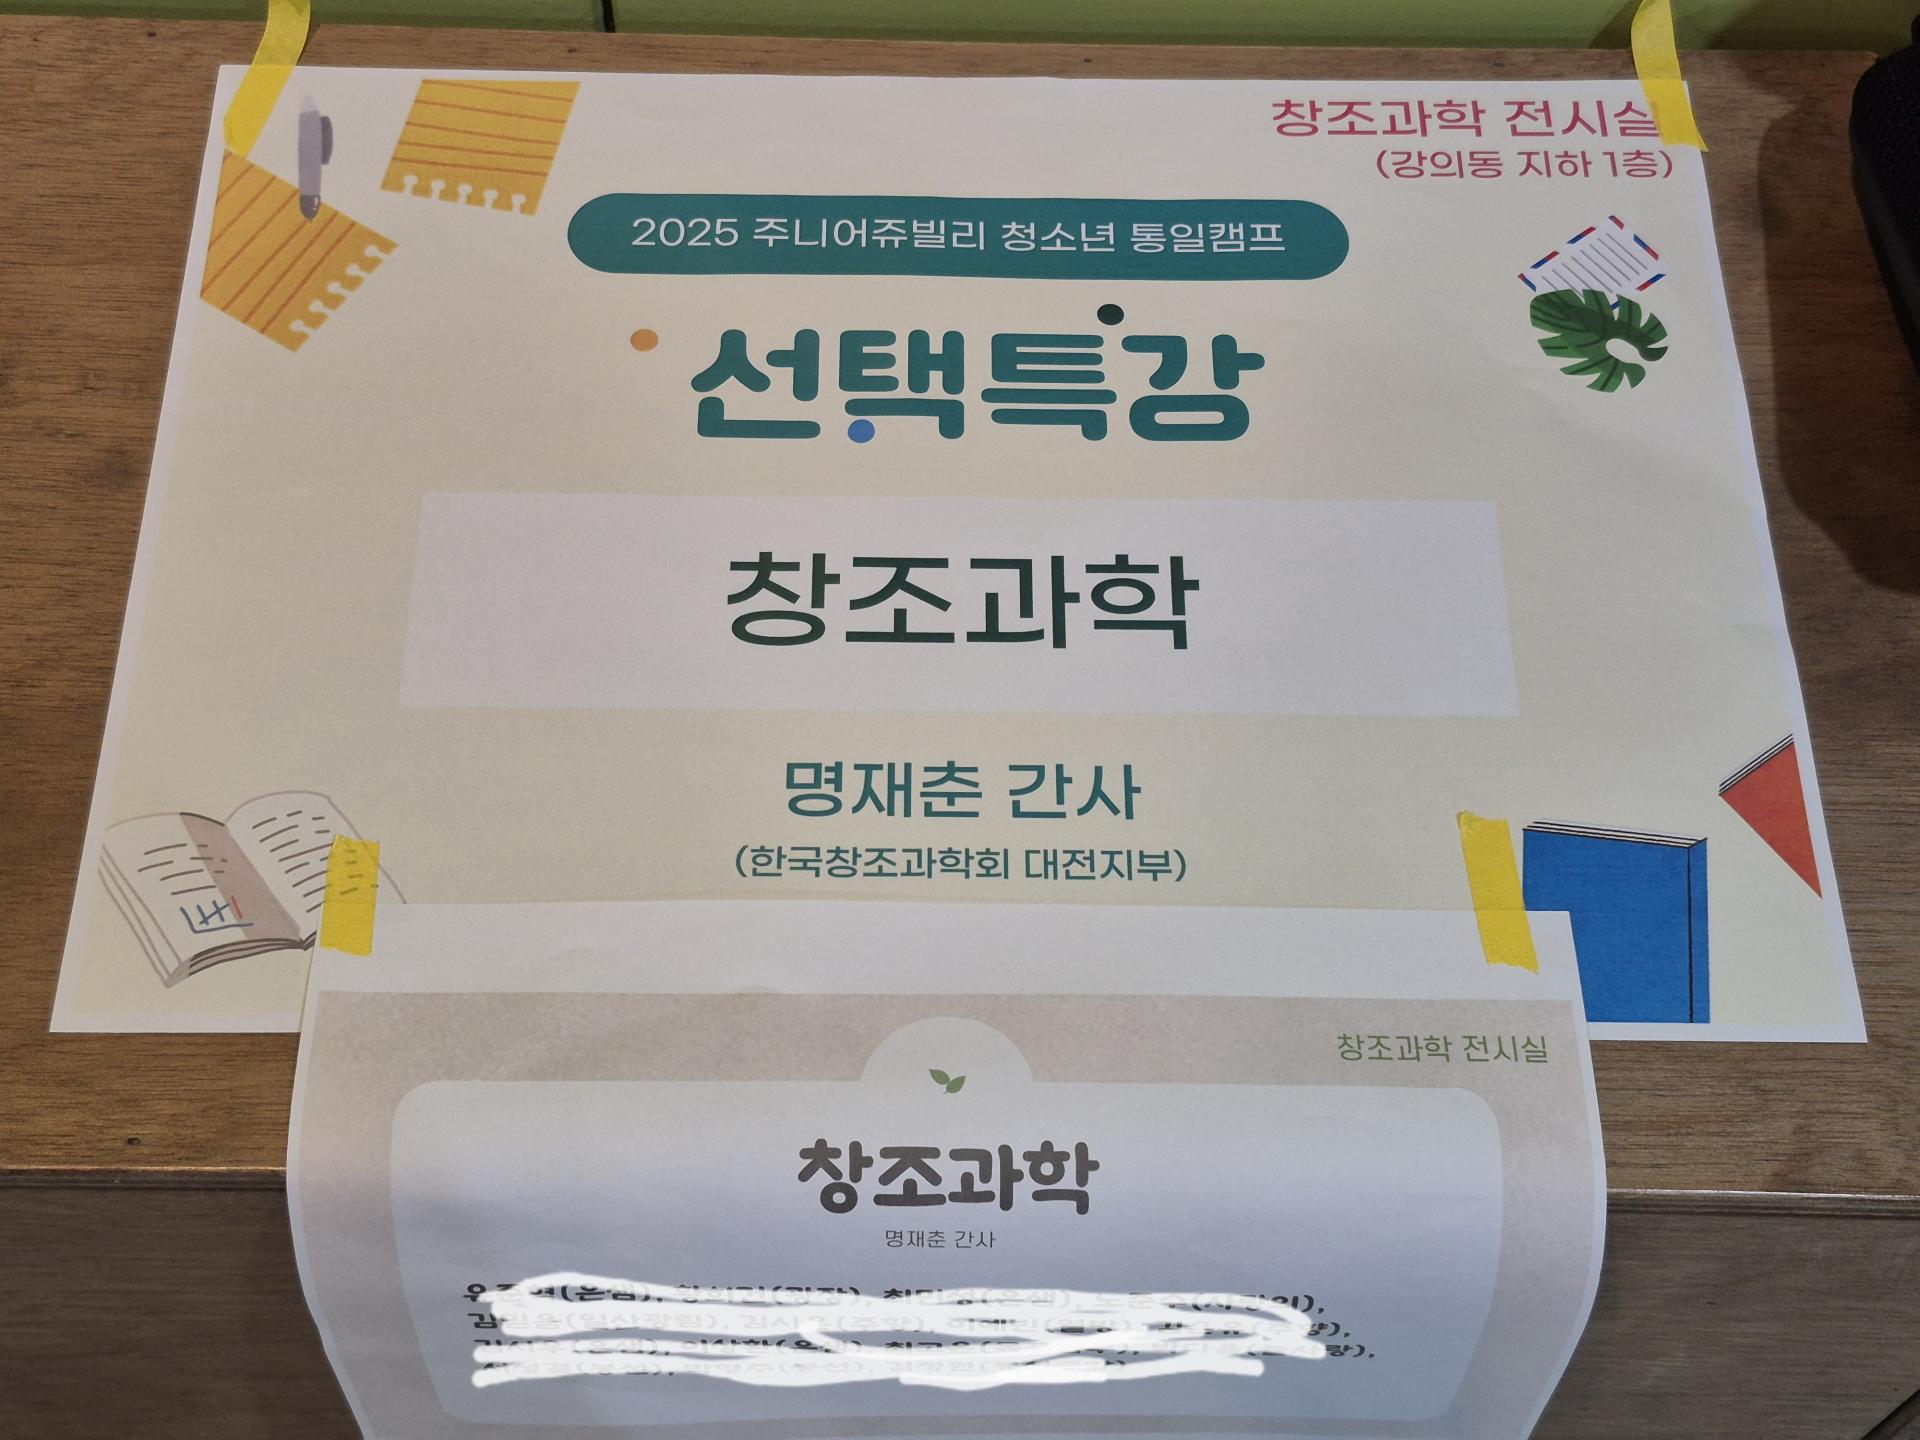 창조과학 전시실
(강의동 지하 1층)
2025 주니어쥬빌리 청소년 통일캠프
선택특강
창조과학
명재춘 간사
(한국창조과학회 대전지부)
창조과학 전시실
창조과학
명재춘 간사